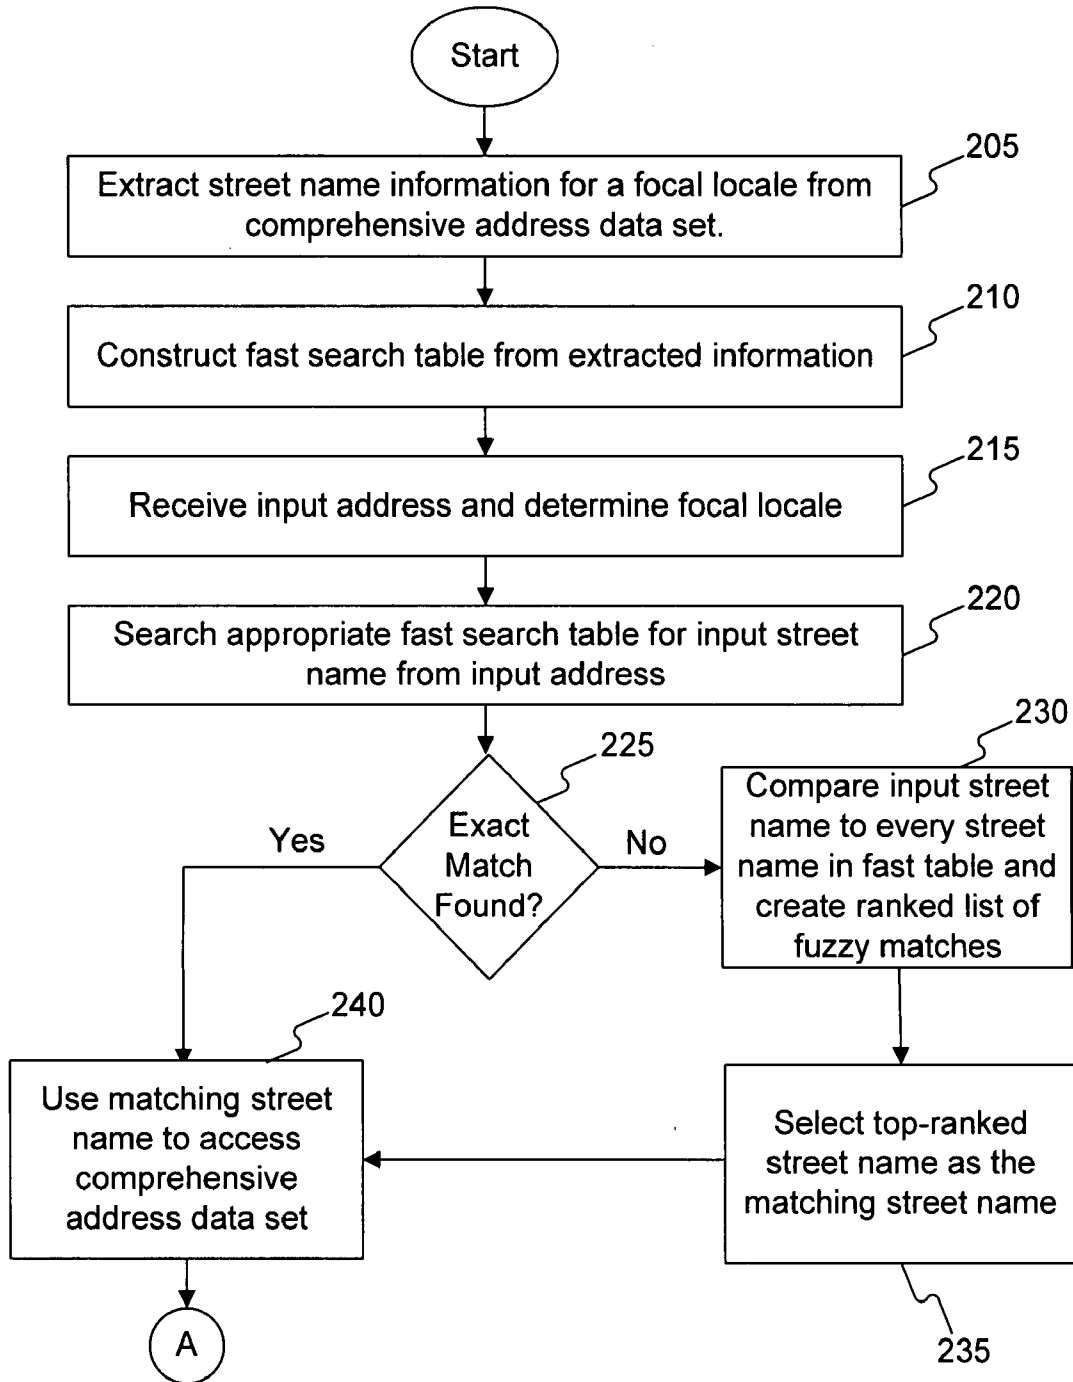 Start
205
Extract street name information for a focal locale from
comprehensive address data set.
210
Construct fast search table from extracted information
215
Receive input address and determine focal locale
220
Search appropriate fast search table for input street
name from input address
225
Exact
Match
Found?
Yes
No
230
Compare input street
name to every street
name in fast table and
create ranked list of
fuzzy matches
240
Use matching street
name to access
comprehensive
address data set
Select top-ranked
street name as the
matching street name
235
A